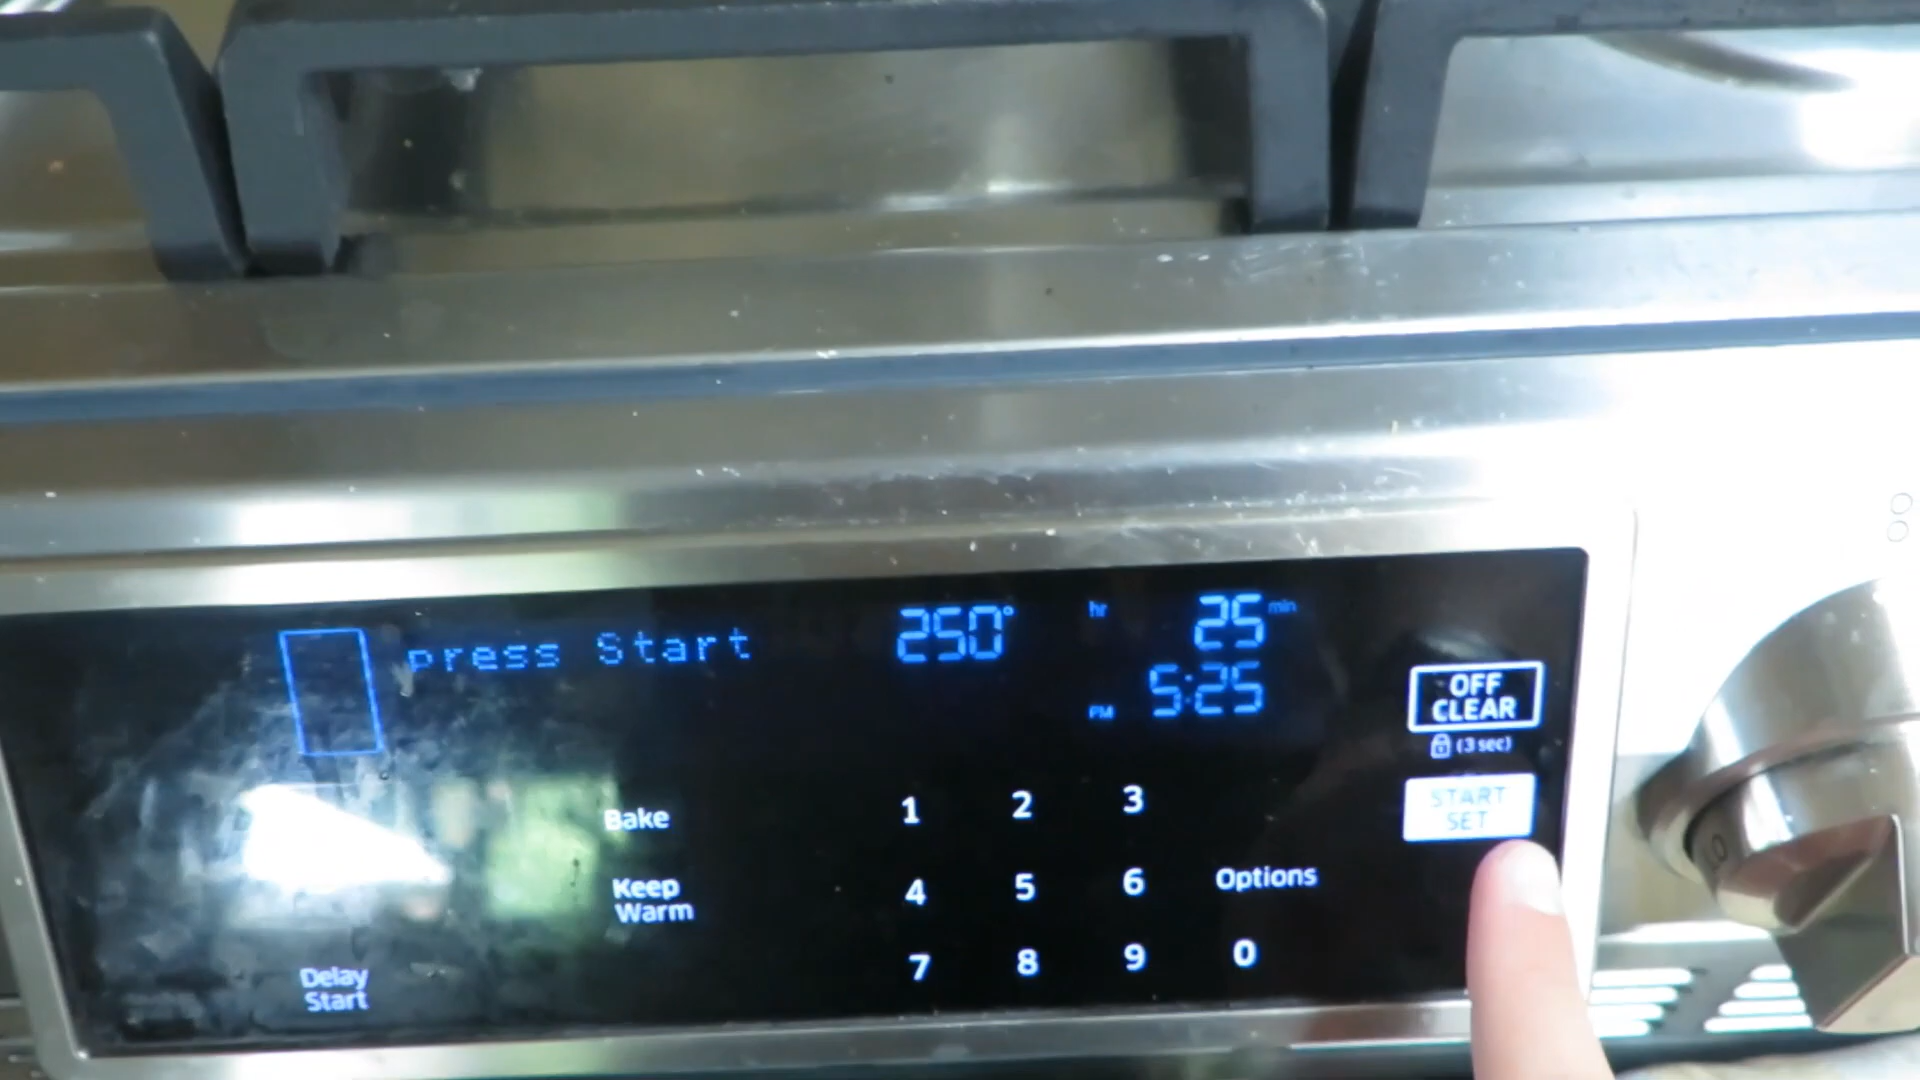 press Start
250°
hr
25 min
PM 5:25
OFF
CLEAR
(3 sec)
START
SET
Bake
1 2 3
Keep
Warm
4 5 6 Options
7 8 9 0
Delay
Start
LO